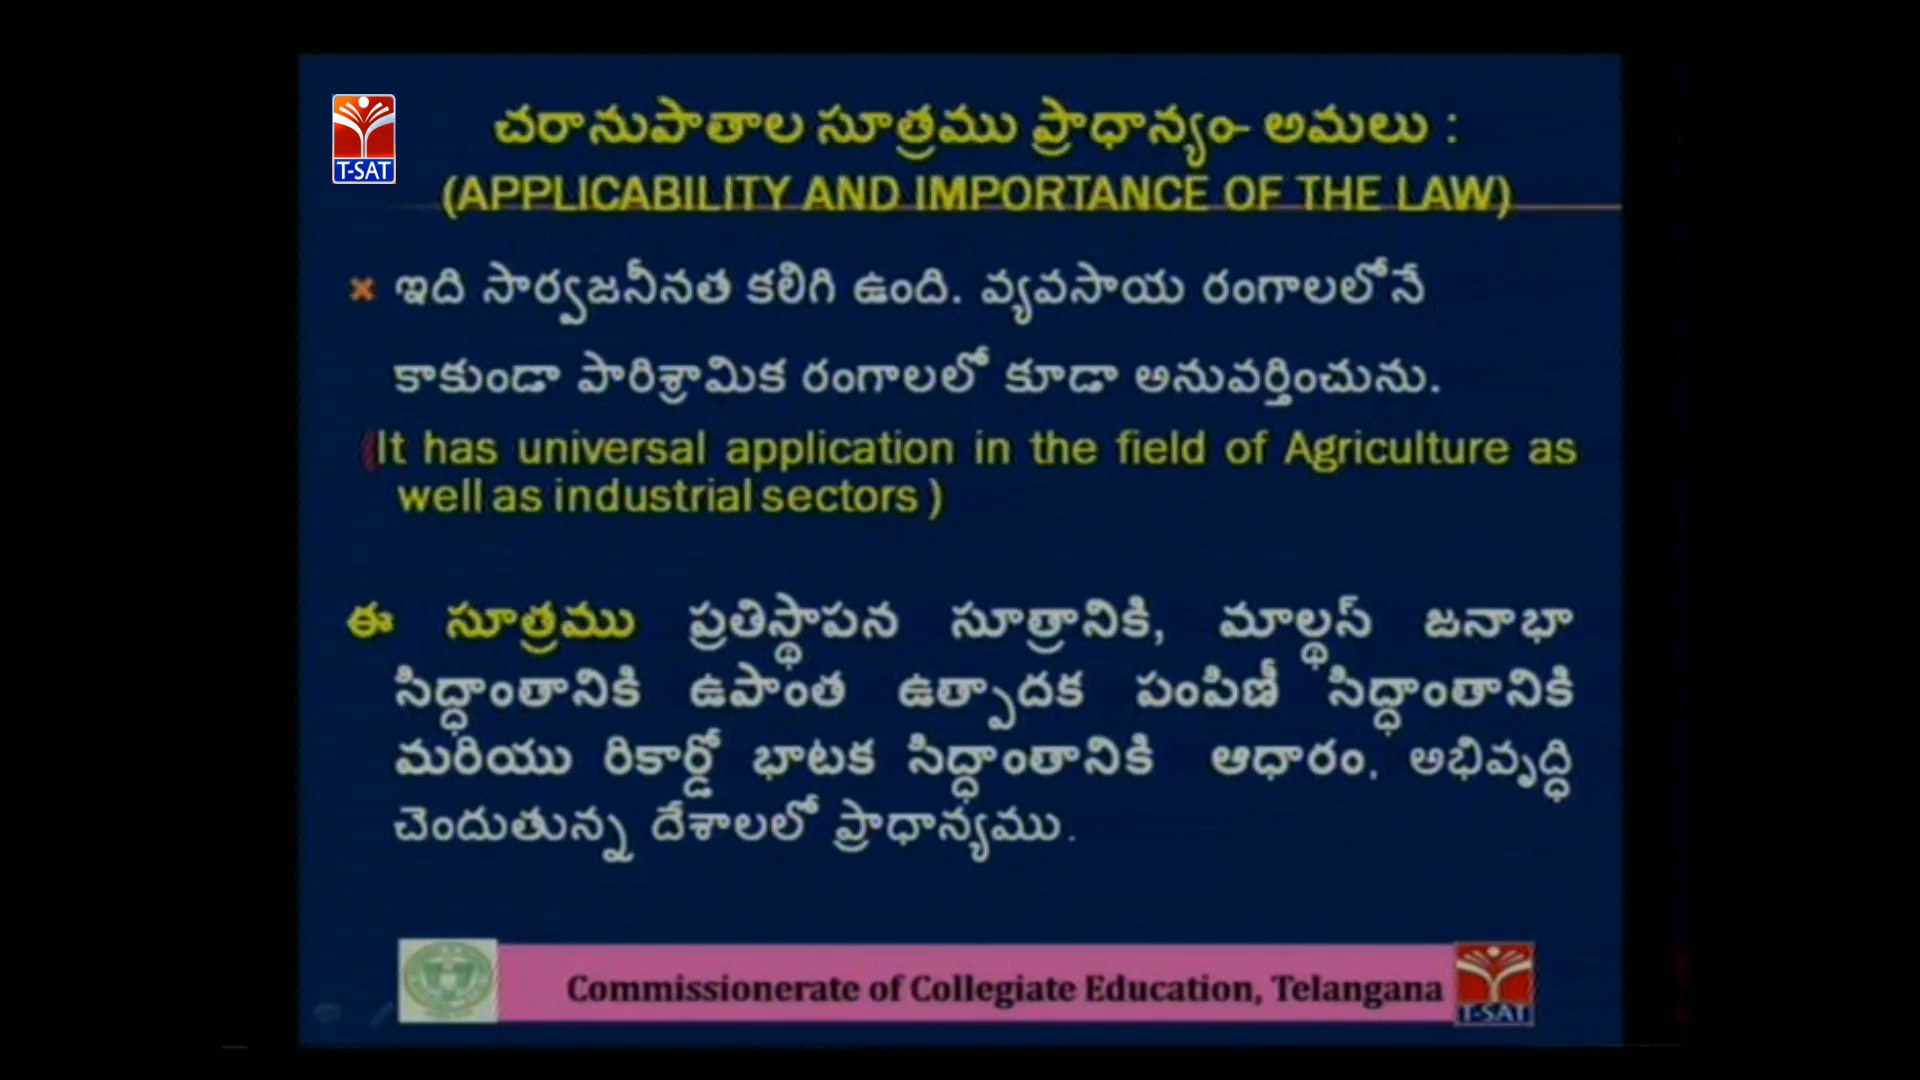 T-SAT
చరానుపాతాల సూత్రము ప్రాధాన్యం- అమలు :
(APPLICABILITY AND IMPORTANCE OF THE LAW)
ఇది సార్వజనీనత కలిగి ఉంది. వ్యవసాయ రంగాలలోనే
కాకుండా పారిశ్రామిక రంగాలలో కూడా అనువర్తించును.
(It has universal application in the field of Agriculture as
well as industrial sectors )
ఈ సూత్రము ప్రతిస్థాపన సూత్రానికి, మాల్థస్ జనాభా
సిద్ధాంతానికి ఉపాంత ఉత్పాదక పంపిణీ సిద్ధాంతానికి
మరియు రికార్డో భాటక సిద్ధాంతానికి ఆధారం. అభివృద్ధి
చెందుతున్న దేశాలలో ప్రాధాన్యము.
Commissionerate of Collegiate Education, Telangana
T-SAT